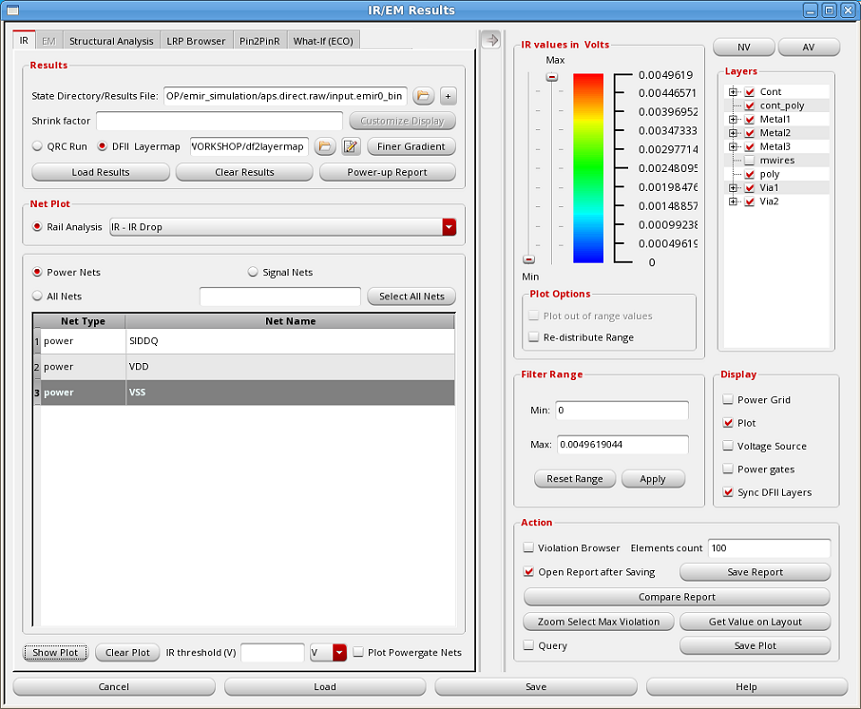 IR/EM Results
IR EM Structural Analysis LRP Browser Pin2PinR What-If (ECO)
Results
State Directory/Results File: OP/emir_simulation/aps.direct.raw/input.emir0_bin +
Shrink factor Customize Display
QRC Run DFII Layermap WORKSHOP/df2layermap Finer Gradient
Load Results Clear Results Power-up Report
Net Plot
Rail Analysis IR - IR Drop
Power Nets Signal Nets
All Nets Select All Nets
Net Type Net Name
1 power SIDDQ
2 power VDD
3 power VSS
Show Plot Clear Plot IR threshold (V) V Plot Powergate Nets
IR values in Volts
Max
0.0049619
0.00446571
0.00396952
0.00347333
0.00297714
0.00248095
0.00198476
0.00148857
0.00099238
0.00049619
0
Min
Plot Options
Plot out of range values
Re-distribute Range
NV AV
Layers
Cont
cont_poly
Metal1
Metal2
Metal3
mwires
poly
Via1
Via2
Filter Range
Min: 0
Max: 0.0049619044
Reset Range Apply
Display
Power Grid
Plot
Voltage Source
Power gates
Sync DFII Layers
Action
Violation Browser Elements count 100
Open Report after Saving Save Report
Compare Report
Zoom Select Max Violation Get Value on Layout
Query Save Plot
Cancel Load Save Help